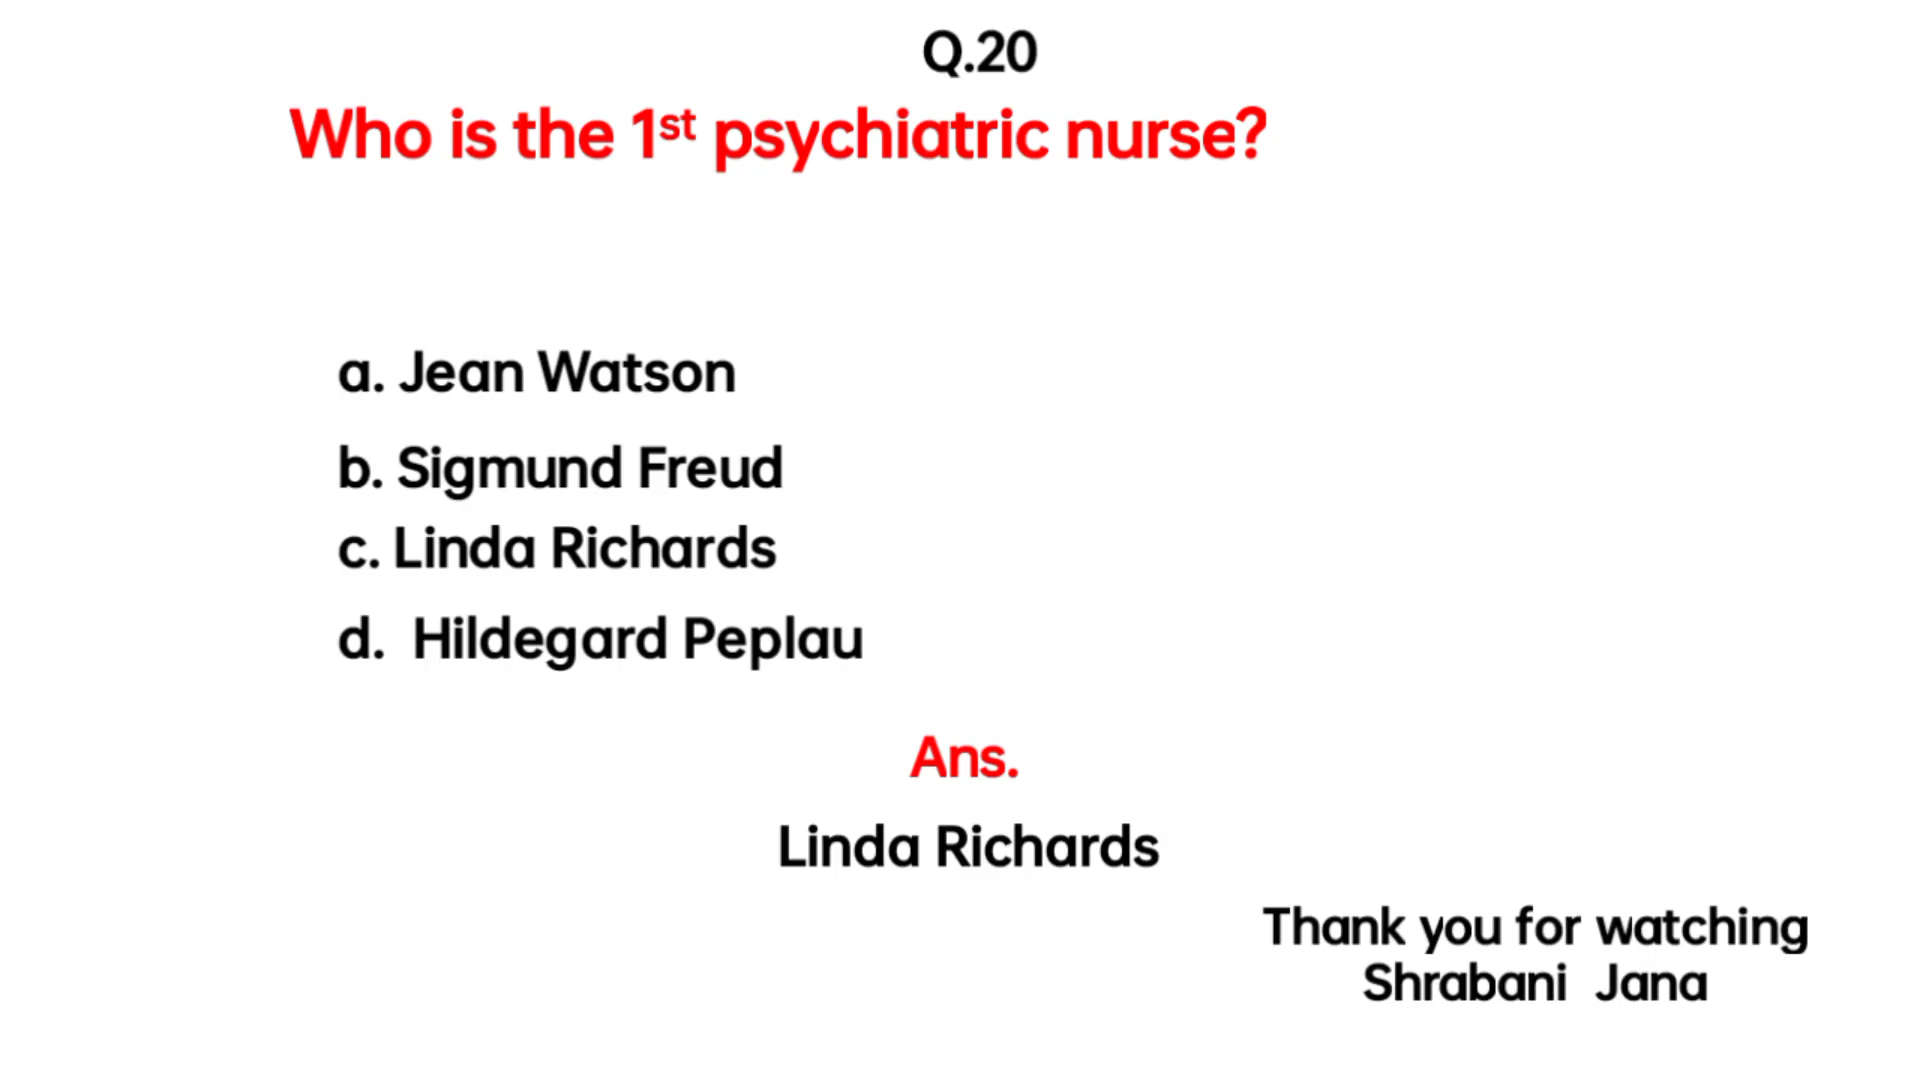 Q.20
Who is the 1st psychiatric nurse?
a. Jean Watson
b. Sigmund Freud
c. Linda Richards
d. Hildegard Peplau
Ans.
Linda Richards
Thank you for watching
Shrabani Jana